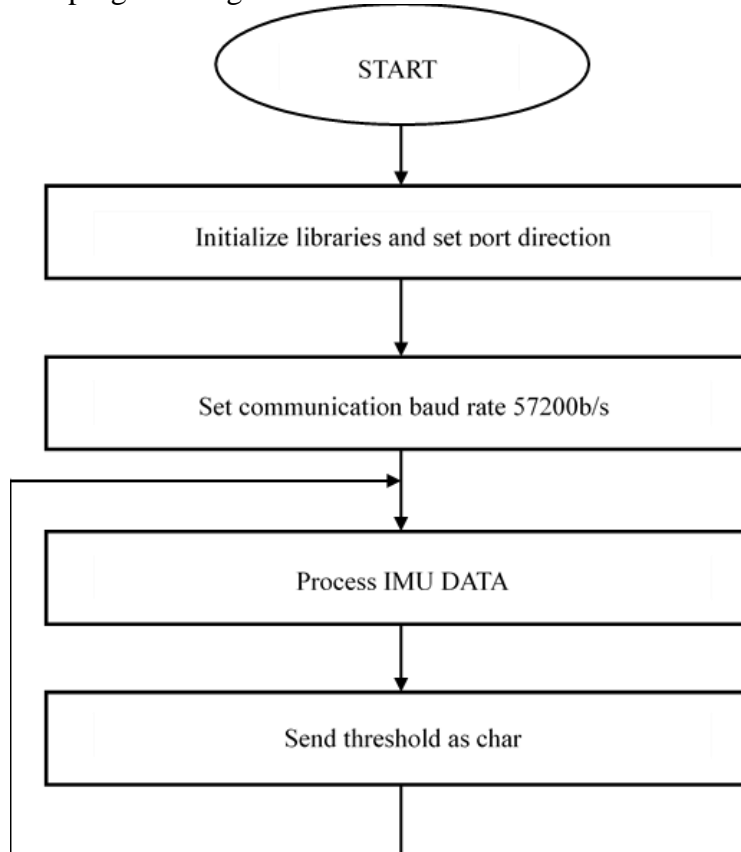 START
Initialize libraries and set port direction
Set communication baud rate 57200b/s
Process IMU DATA
Send threshold as char